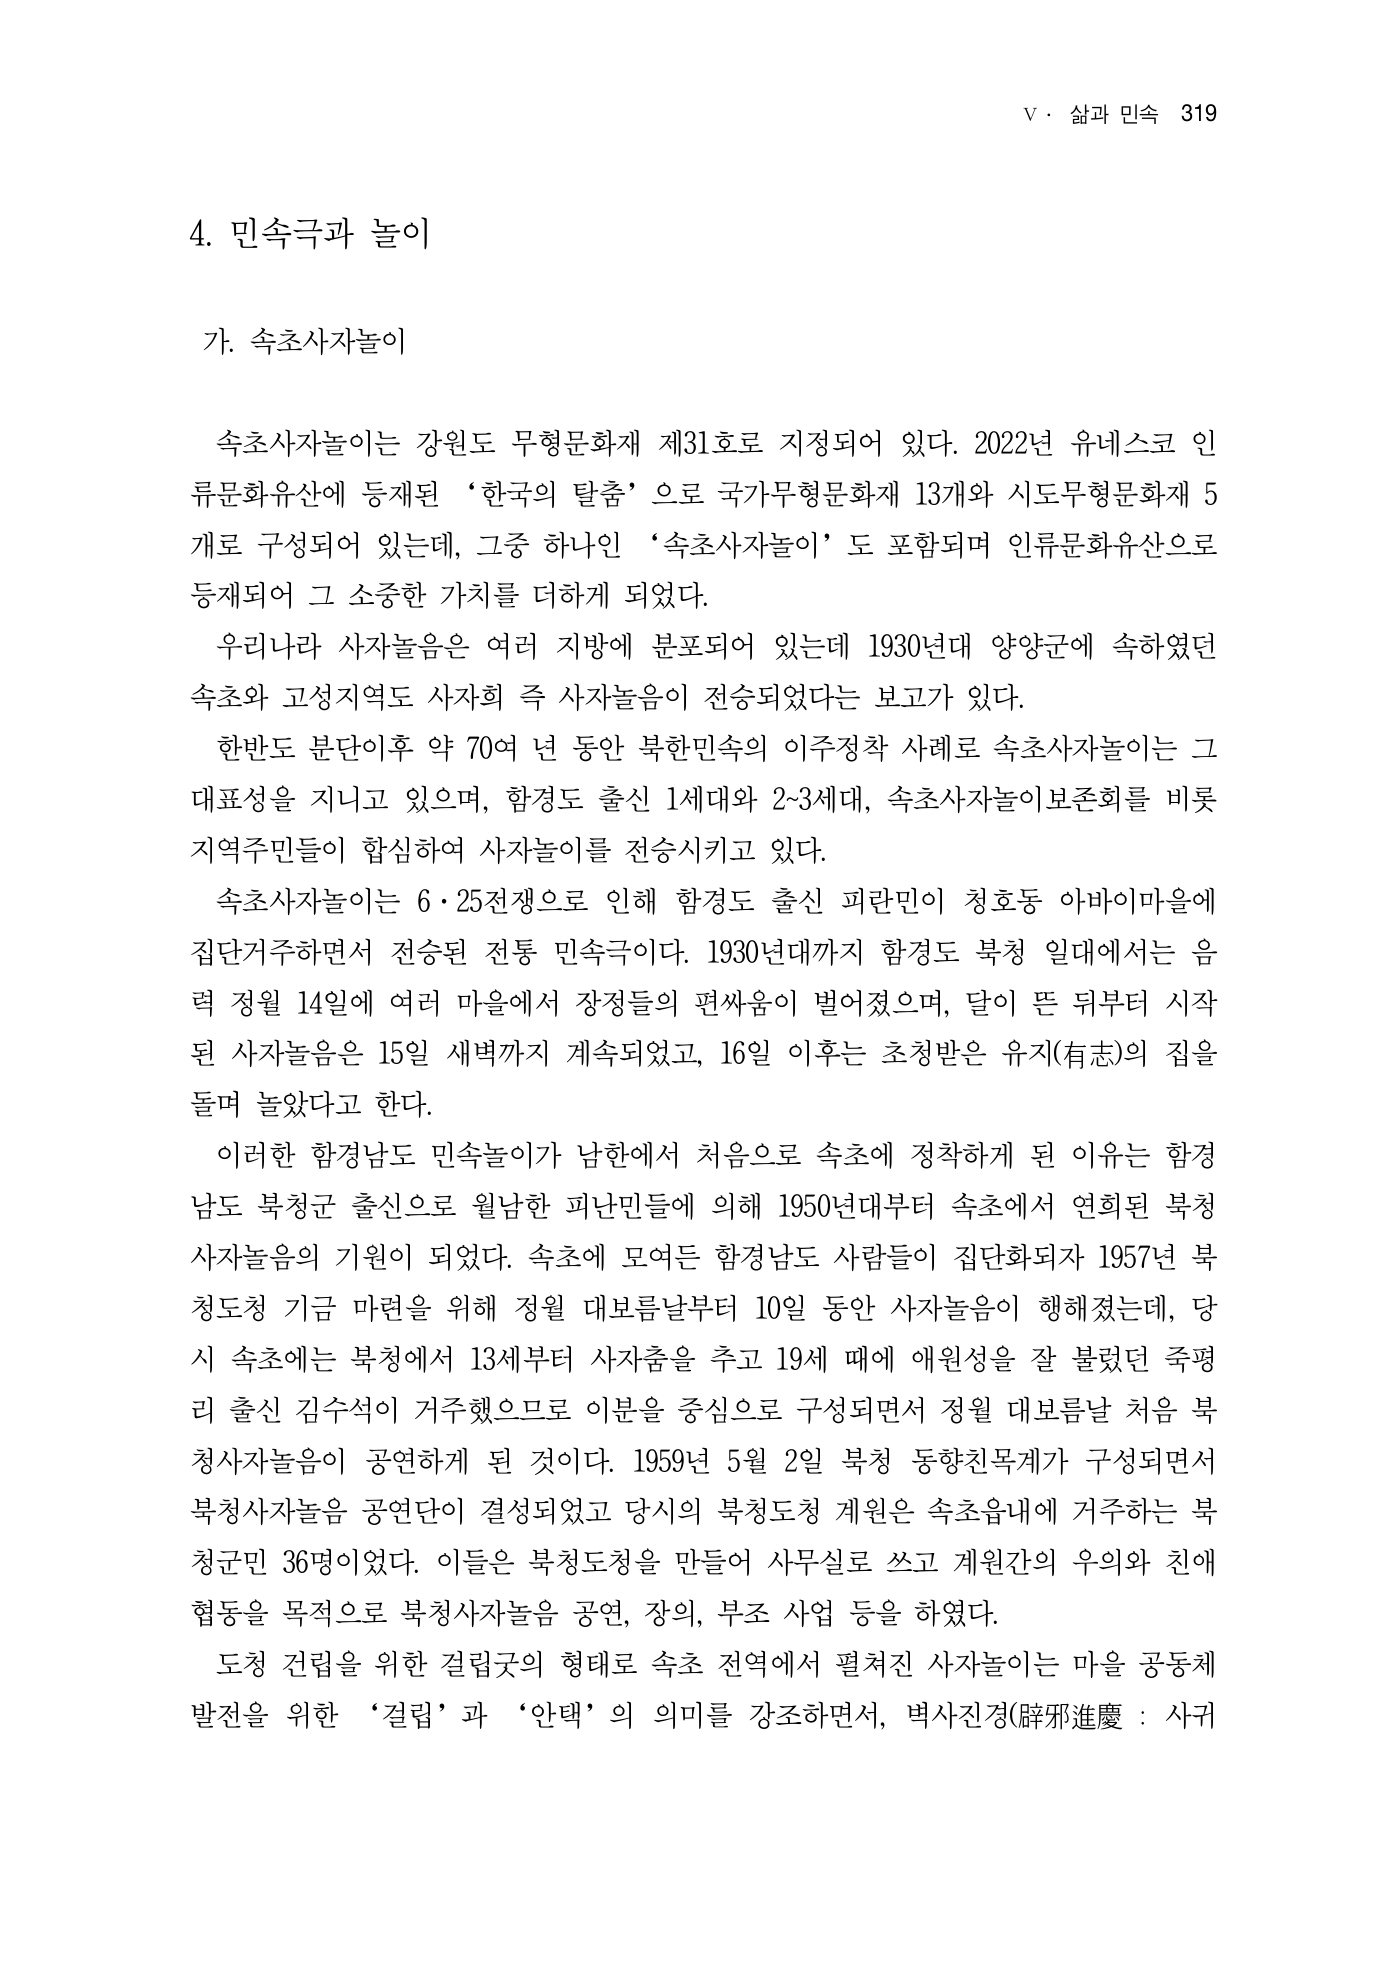 V · 삶과 민속 319
4. 민속극과 놀이
가. 속초사자놀이
속초사자놀이는 강원도 무형문화재 제31호로 지정되어 있다. 2022년 유네스코 인
류문화유산에 등재된 ‘한국의 탈춤’으로 국가무형문화재 13개와 시도무형문화재 5
개로 구성되어 있는데, 그중 하나인 ‘속초사자놀이’도 포함되며 인류문화유산으로
등재되어 그 소중한 가치를 더하게 되었다.
우리나라 사자놀음은 여러 지방에 분포되어 있는데 1930년대 양양군에 속하였던
속초와 고성지역도 사자희 즉 사자놀음이 전승되었다는 보고가 있다.
한반도 분단이후 약 70여 년 동안 북한민속의 이주정착 사례로 속초사자놀이는 그
대표성을 지니고 있으며, 함경도 출신 1세대와 2~3세대, 속초사자놀이보존회를 비롯
지역주민들이 합심하여 사자놀이를 전승시키고 있다.
속초사자놀이는 6·25전쟁으로 인해 함경도 출신 피란민이 청호동 아바이마을에
집단거주하면서 전승된 전통 민속극이다. 1930년대까지 함경도 북청 일대에서는 음
력 정월 14일에 여러 마을에서 장정들의 편싸움이 벌어졌으며, 달이 뜬 뒤부터 시작
된 사자놀음은 15일 새벽까지 계속되었고, 16일 이후는 초청받은 유지(有志)의 집을
돌며 놀았다고 한다.
이러한 함경남도 민속놀이가 남한에서 처음으로 속초에 정착하게 된 이유는 함경
남도 북청군 출신으로 월남한 피난민들에 의해 1950년대부터 속초에서 연희된 북청
사자놀음의 기원이 되었다. 속초에 모여든 함경남도 사람들이 집단화되자 1957년 북
청도청 기금 마련을 위해 정월 대보름날부터 10일 동안 사자놀음이 행해졌는데, 당
시 속초에는 북청에서 13세부터 사자춤을 추고 19세 때에 애원성을 잘 불렀던 죽평
리 출신 김수석이 거주했으므로 이분을 중심으로 구성되면서 정월 대보름날 처음 북
청사자놀음이 공연하게 된 것이다. 1959년 5월 2일 북청 동향친목계가 구성되면서
북청사자놀음 공연단이 결성되었고 당시의 북청도청 계원은 속초읍내에 거주하는 북
청군민 36명이었다. 이들은 북청도청을 만들어 사무실로 쓰고 계원간의 우의와 친애
협동을 목적으로 북청사자놀음 공연, 장의, 부조 사업 등을 하였다.
도청 건립을 위한 걸립굿의 형태로 속초 전역에서 펼쳐진 사자놀이는 마을 공동체
발전을 위한 ‘걸립’과 ‘안택’의 의미를 강조하면서, 벽사진경(辟邪進慶 : 사귀